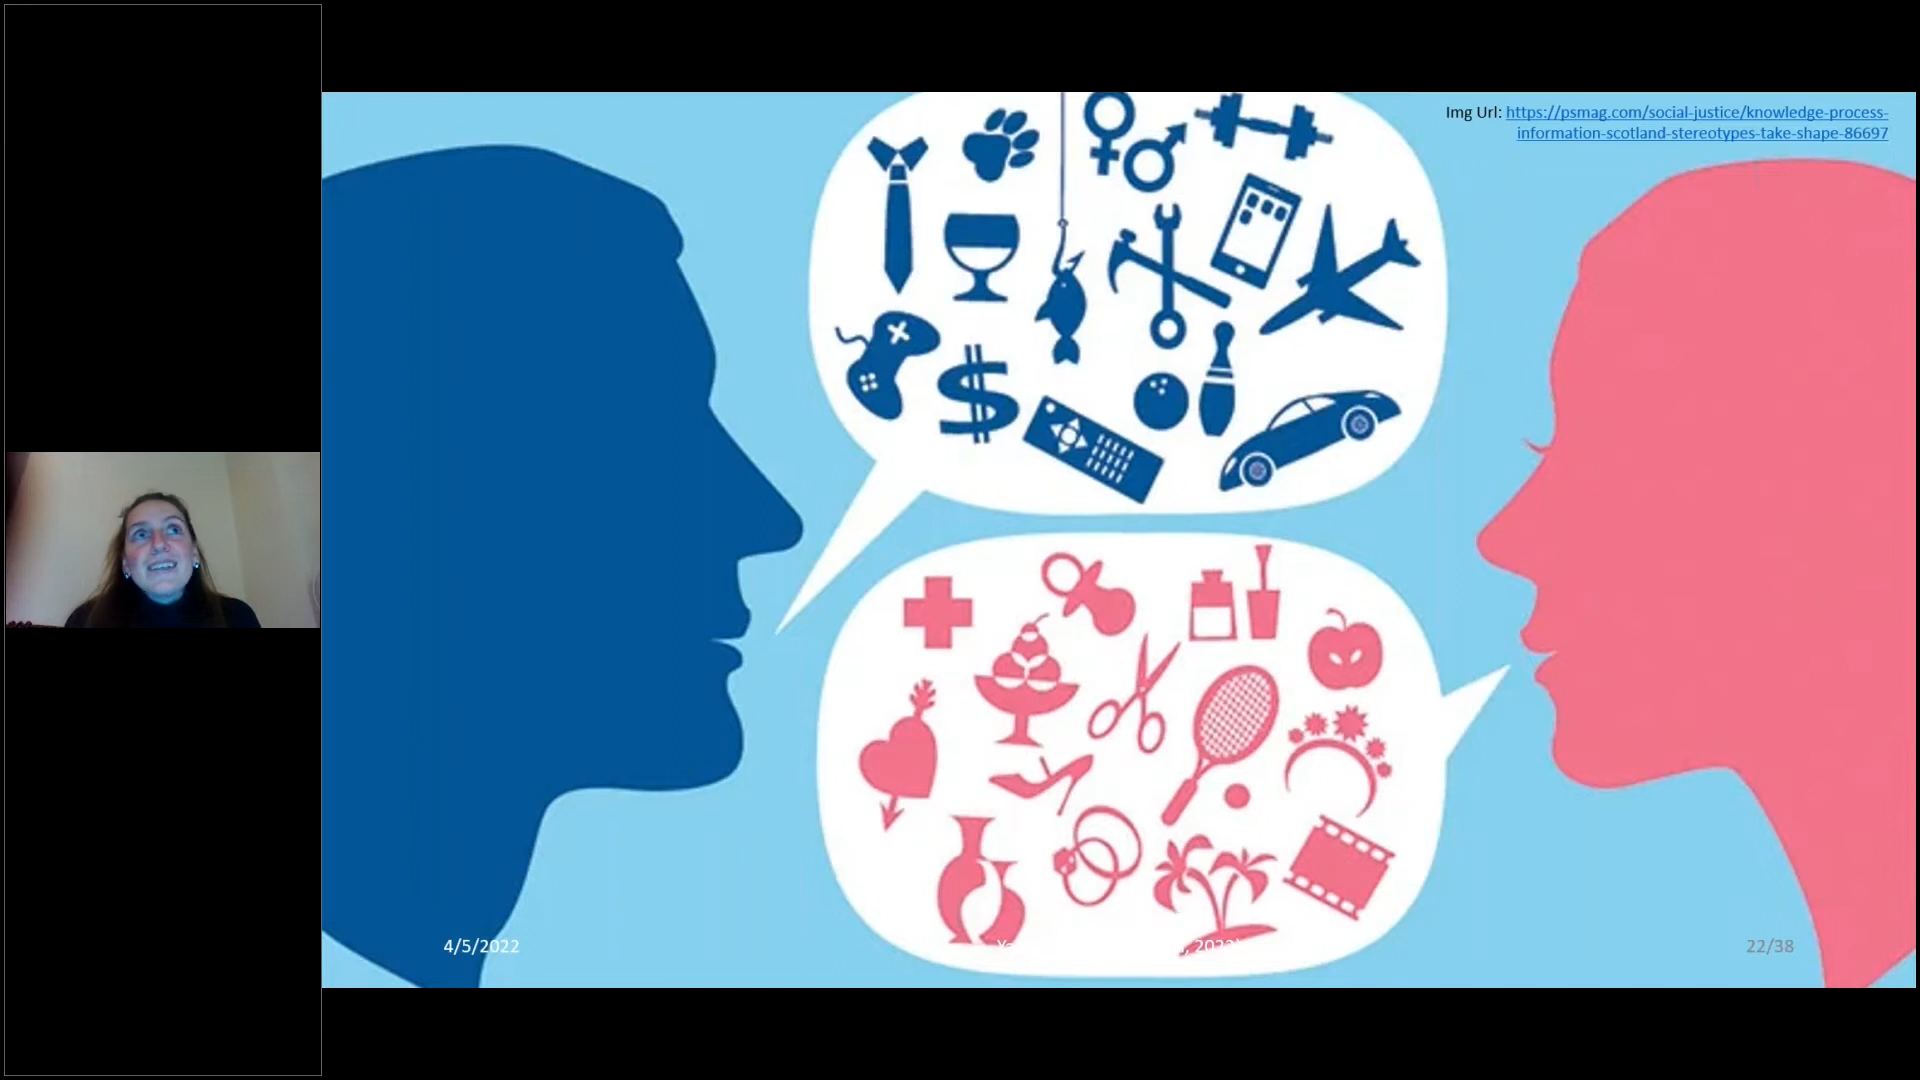 Img Url: https://psmag.com/social-justice/knowledge-process-
information-scotland-stereotypes-take-shape-86697
$
4/5/2022
22/38